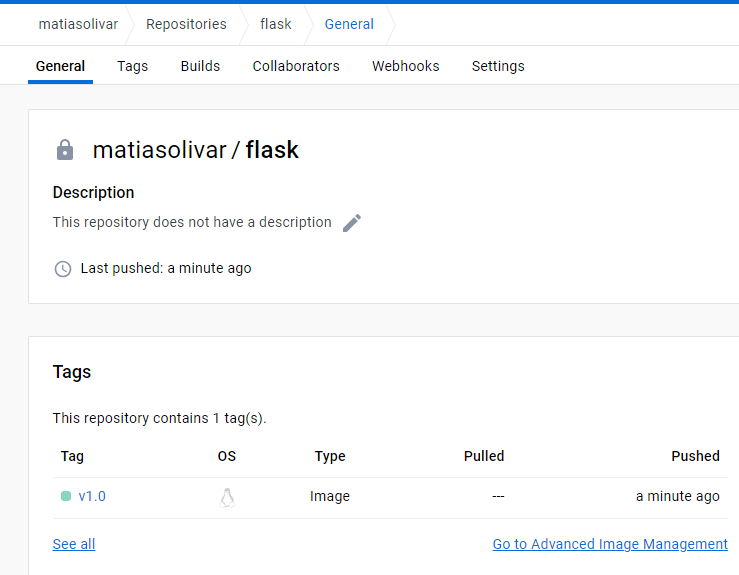 matiasolivar Repositories flask General
General Tags Builds Collaborators Webhooks Settings
matiasolivar / flask
Description
This repository does not have a description
Last pushed: a minute ago
Tags
This repository contains 1 tag(s).
Tag OS Type Pulled Pushed
v1.0 Image --- a minute ago
See all Go to Advanced Image Management